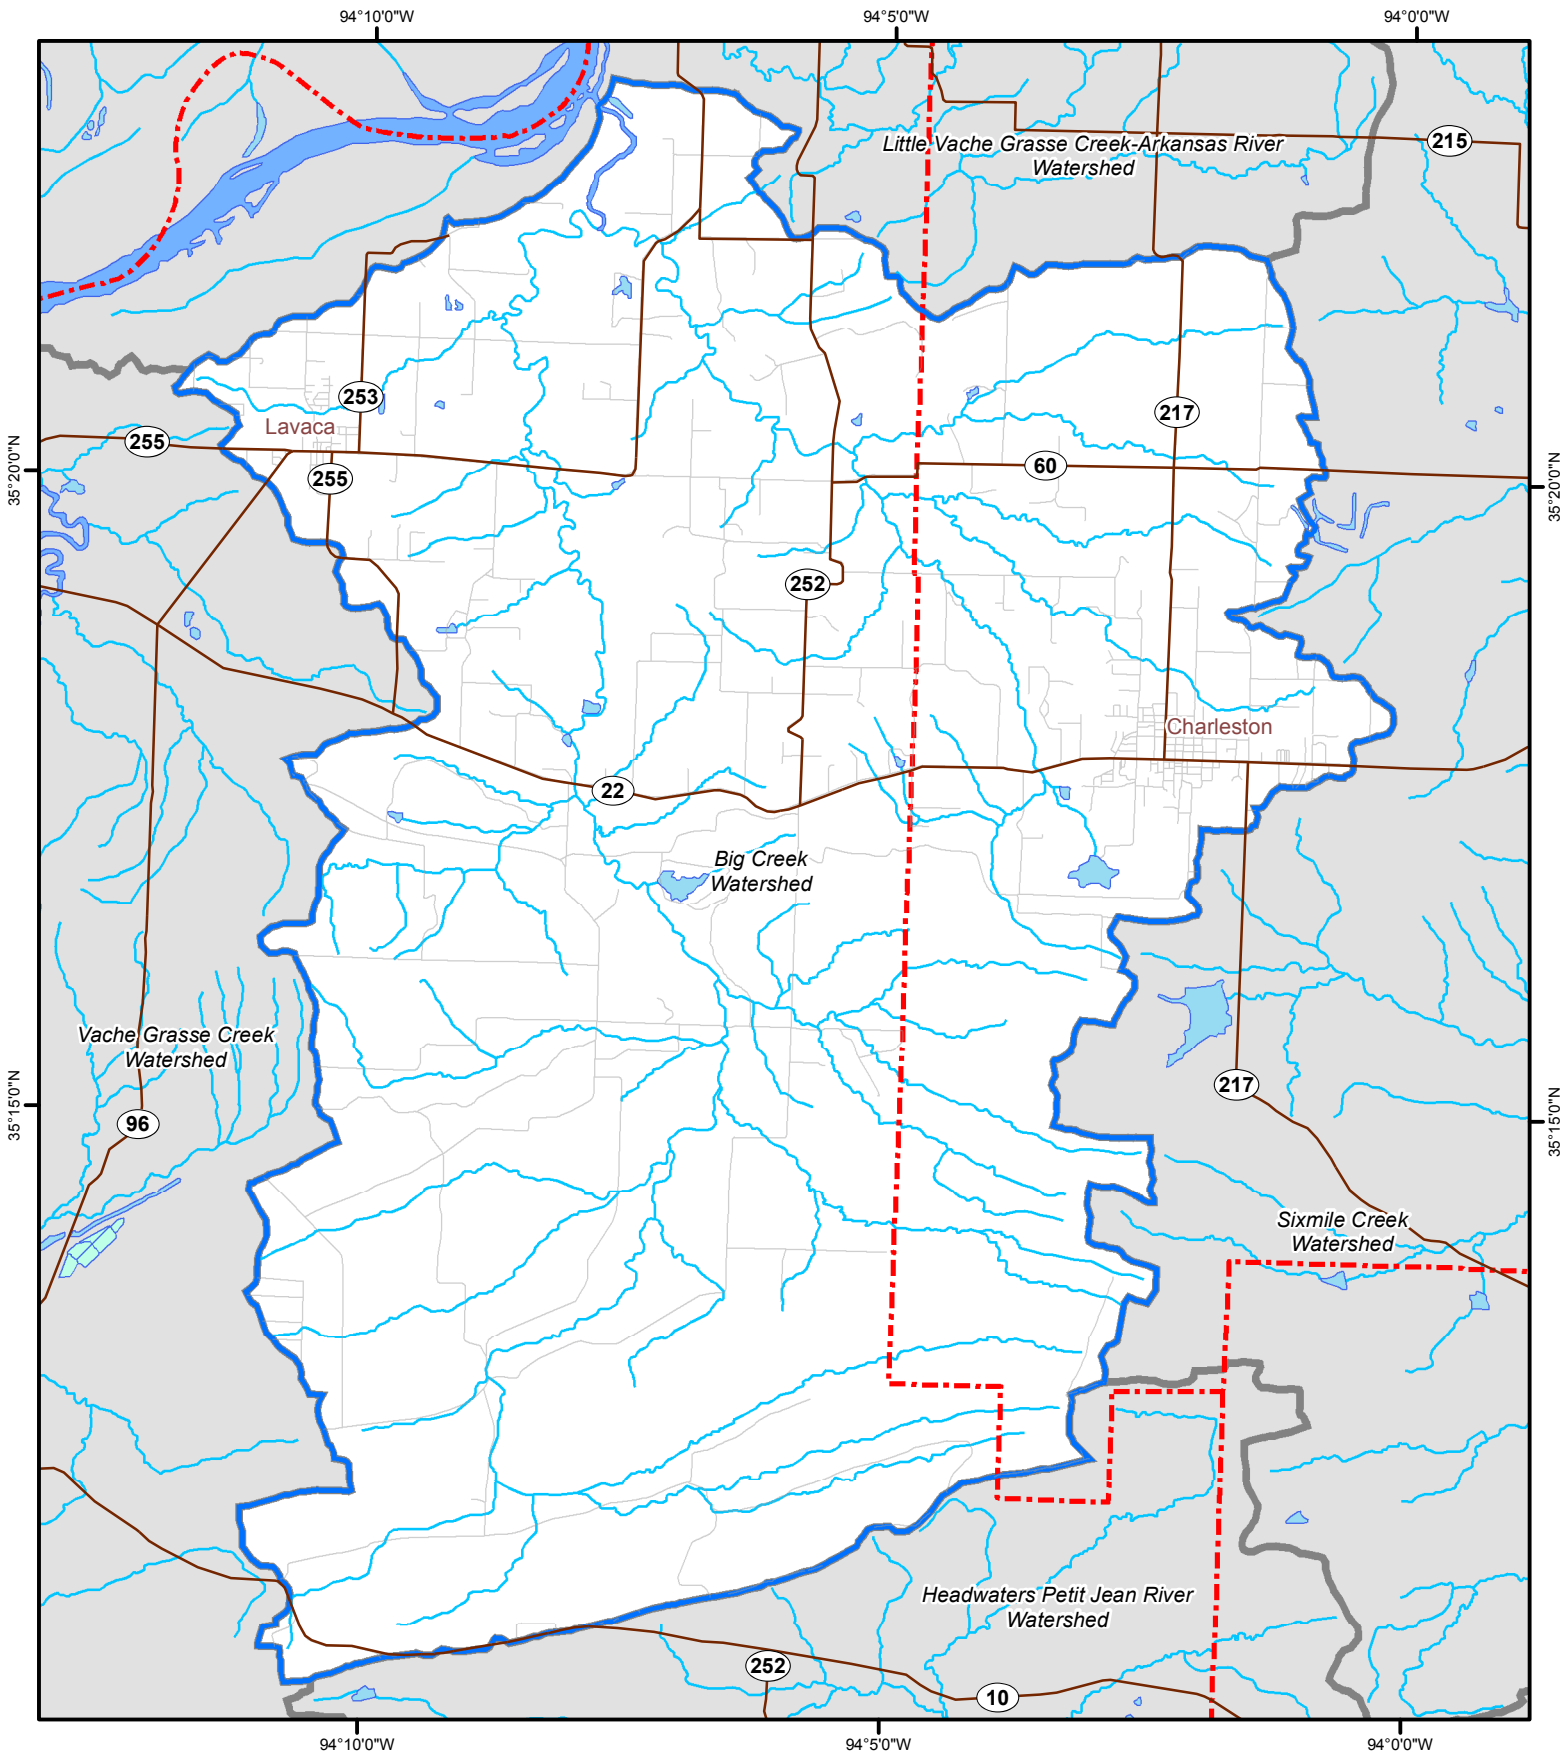 94°10'0"W
94°5'0"W
94°0'0"W
Little Vache Grasse Creek-Arkansas River
Watershed
215
253
217
Lavaca
255
60
35°20'0"N
35°20'0"N
255
252
Charleston
22
Big Creek
Watershed
Vache Grasse Creek
Watershed
217
96
35°15'0"N
35°15'0"N
Sixmile Creek
Watershed
Headwaters Petit Jean River
Watershed
252
10
94°10'0"W
94°5'0"W
94°0'0"W